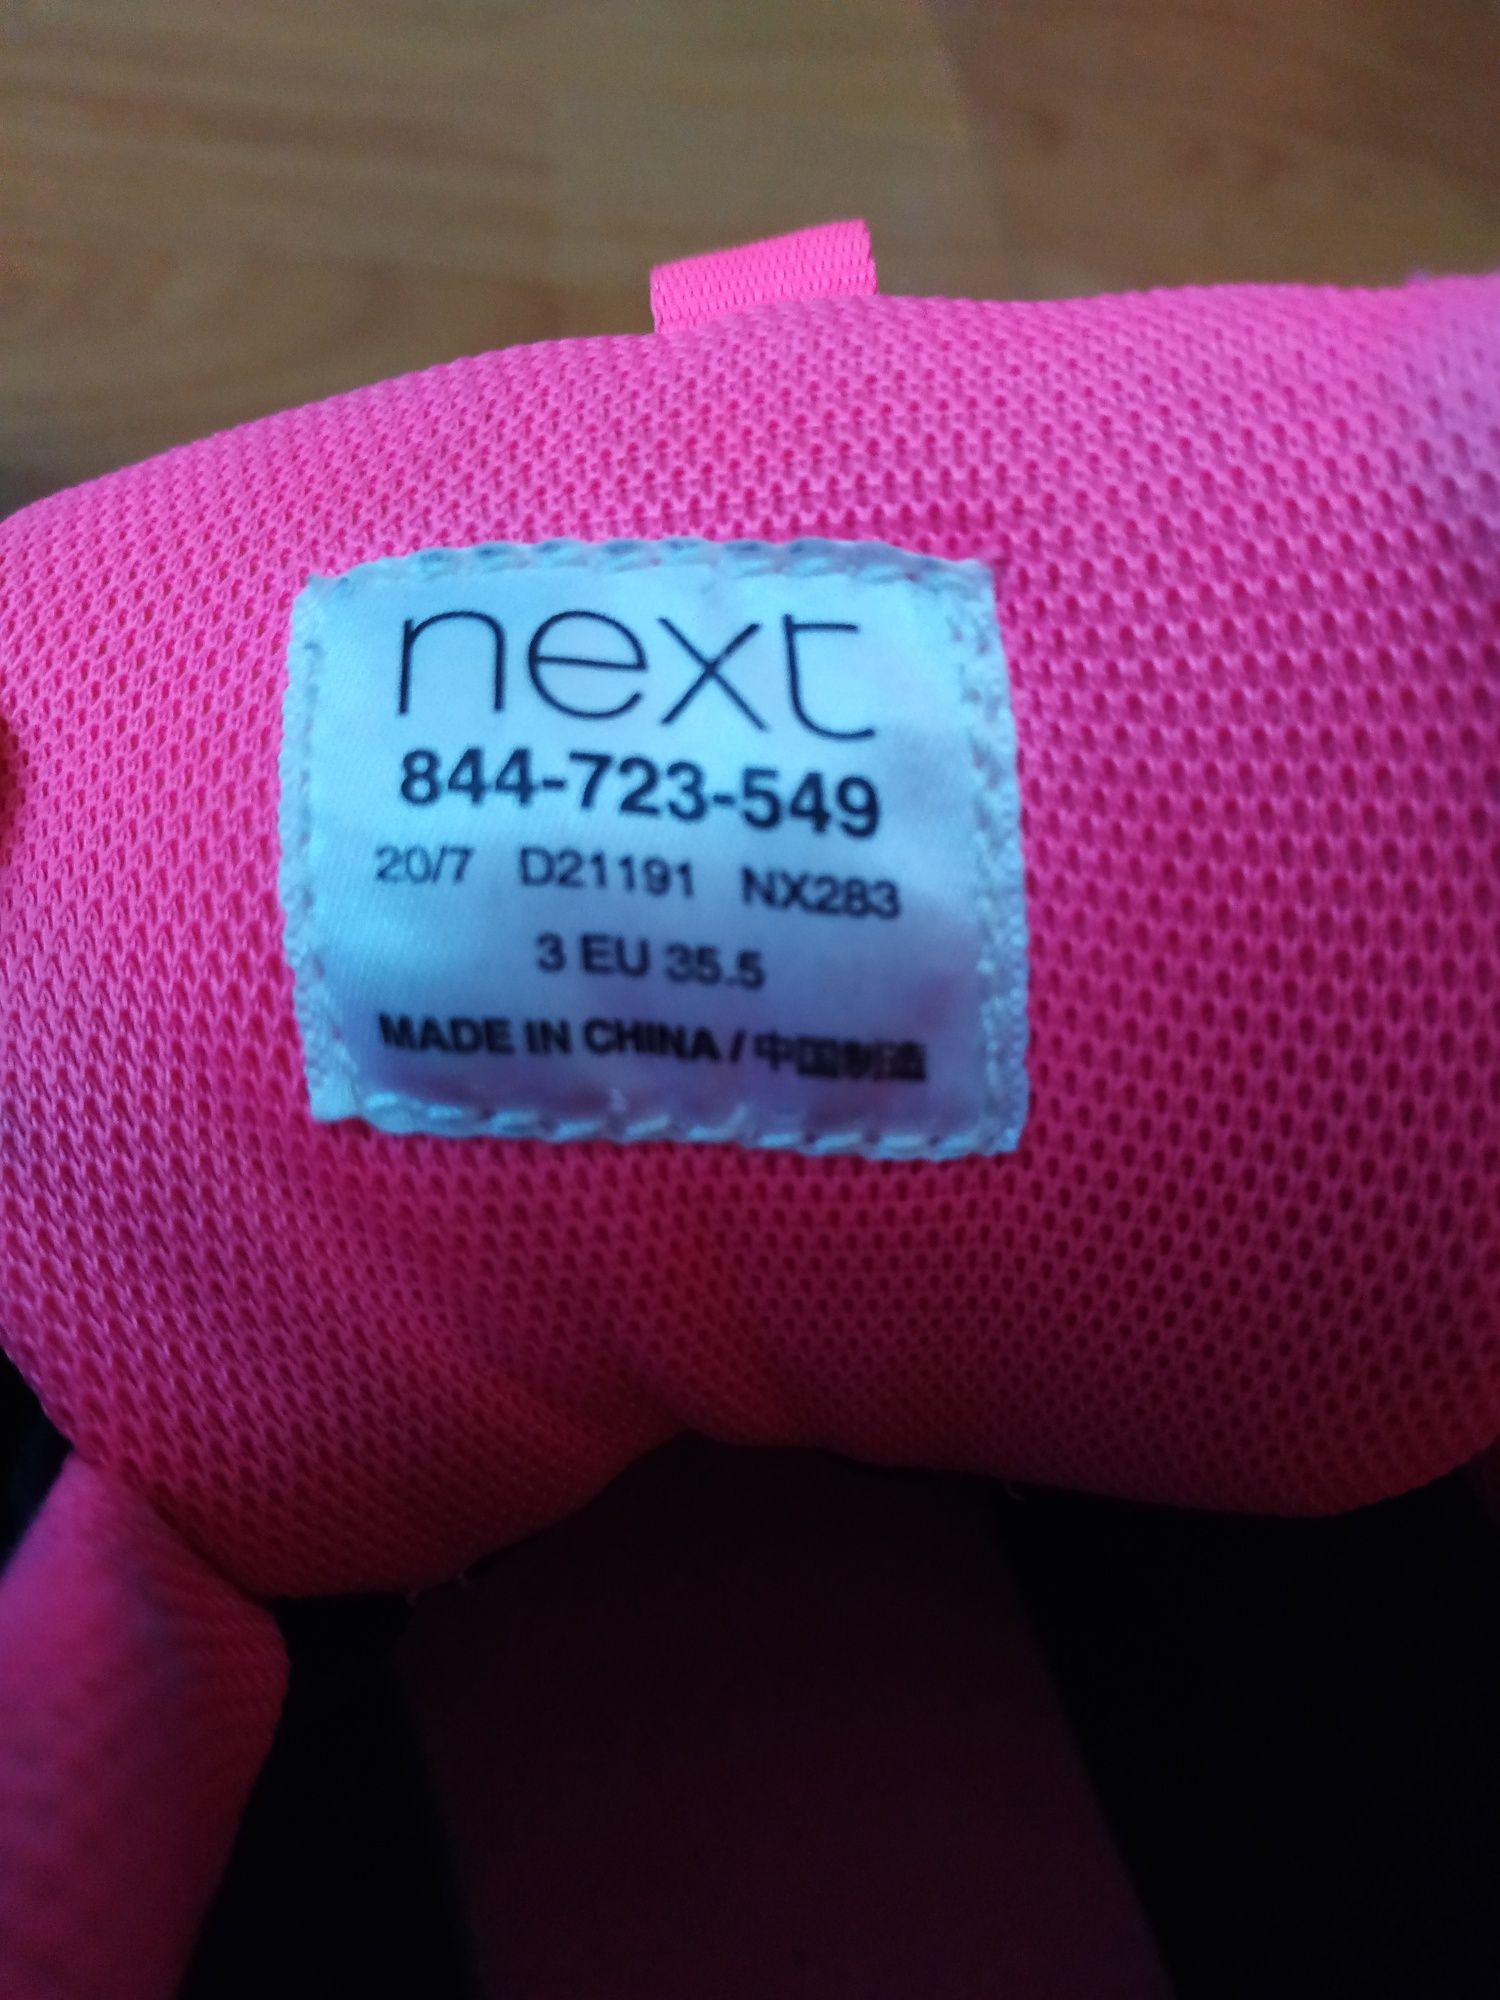 next
844-723-549
20/7 D21191 NX283
3 EU 35.5
MADE IN CHINA / 中国制造